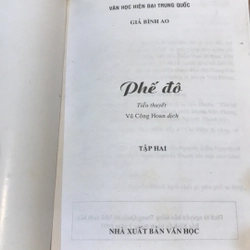 VĂN HỌC HIỆN ĐẠI TRUNG QUỐC
GIẢ BÌNH AO
Phế đô
Tiểu thuyết
Vũ Công Hoan dịch
TẬP HAI
NHÀ XUẤT BẢN VĂN HỌC